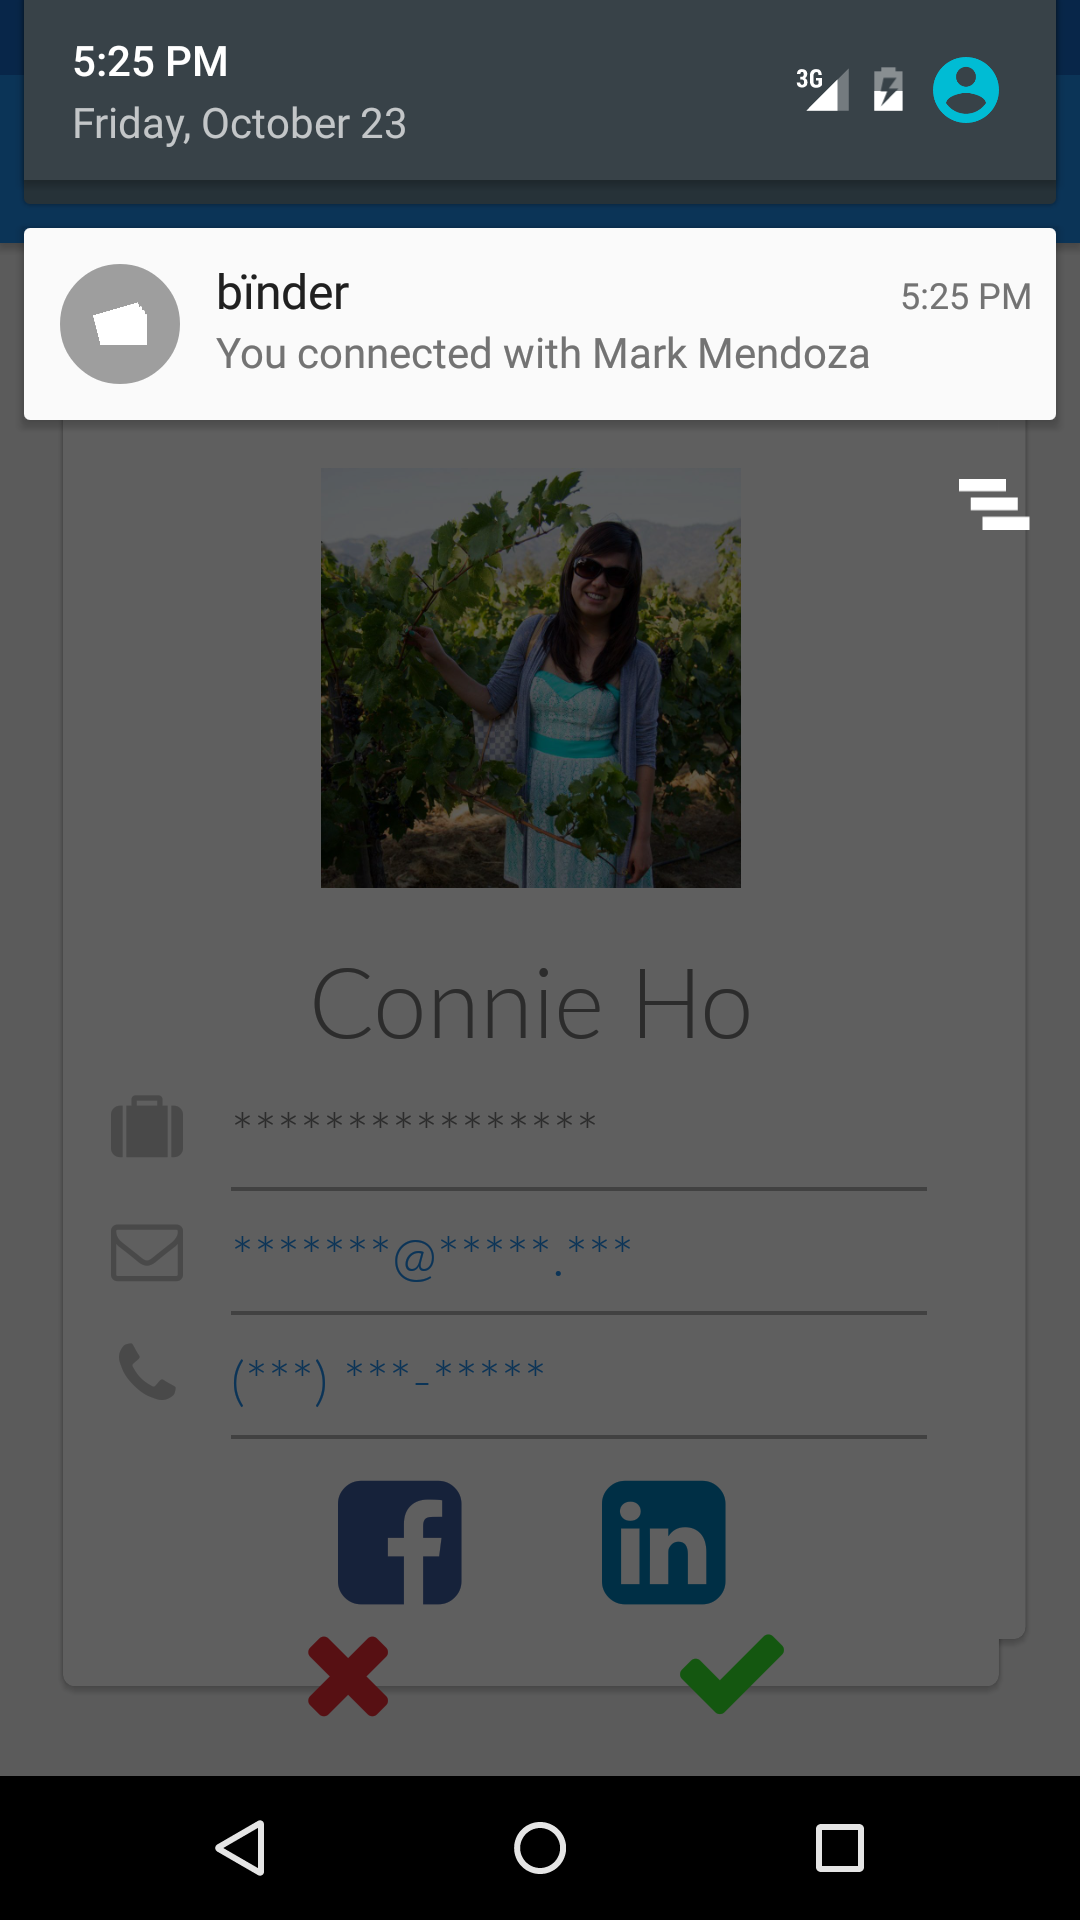 5:25 PM
3G
Friday, October 23
bïnder
5:25 PM
You connected with Mark Mendoza
Connie Ho
****************
*******@*****.***
(***) ***-*****
f
in